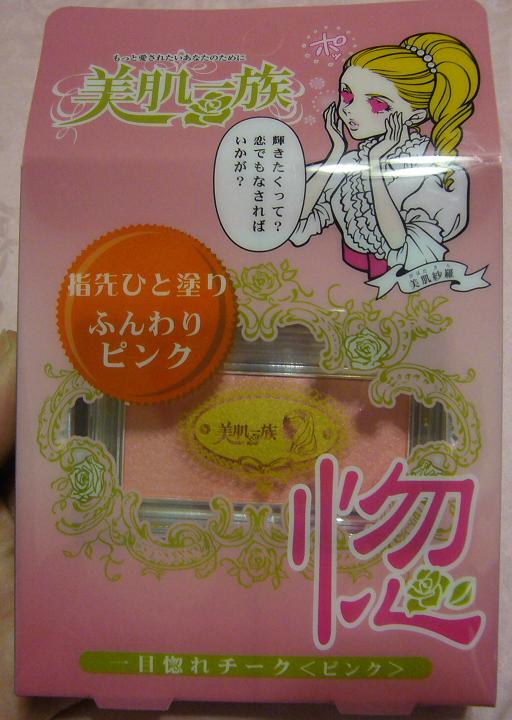 もっと愛されたいあなたのために
美肌一族
ポッ
輝きたくって？
恋でもなされば
いかが？
美肌紗羅
指先ひと塗り
ふんわり
ピンク
美肌一族
惚
一目惚れチーク＜ピンク＞